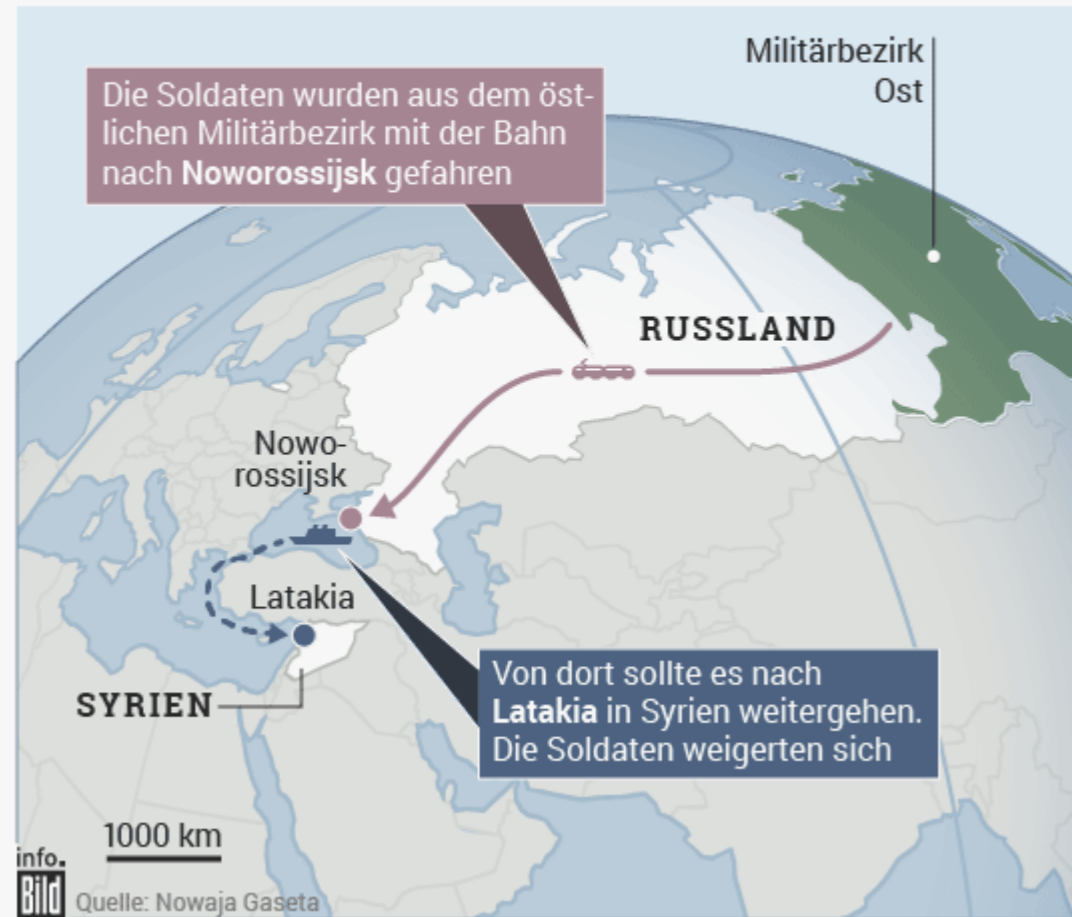 Militärbezirk
Ost
Die Soldaten wurden aus dem öst-
lichen Militärbezirk mit der Bahn
nach Noworossijsk gefahren
RUSSLAND
Nowo-
rossijsk
Latakia
SYRIEN
Von dort sollte es nach
Latakia in Syrien weitergehen.
Die Soldaten weigerten sich
1000 km
info.
Bild
Quelle: Nowaja Gaseta